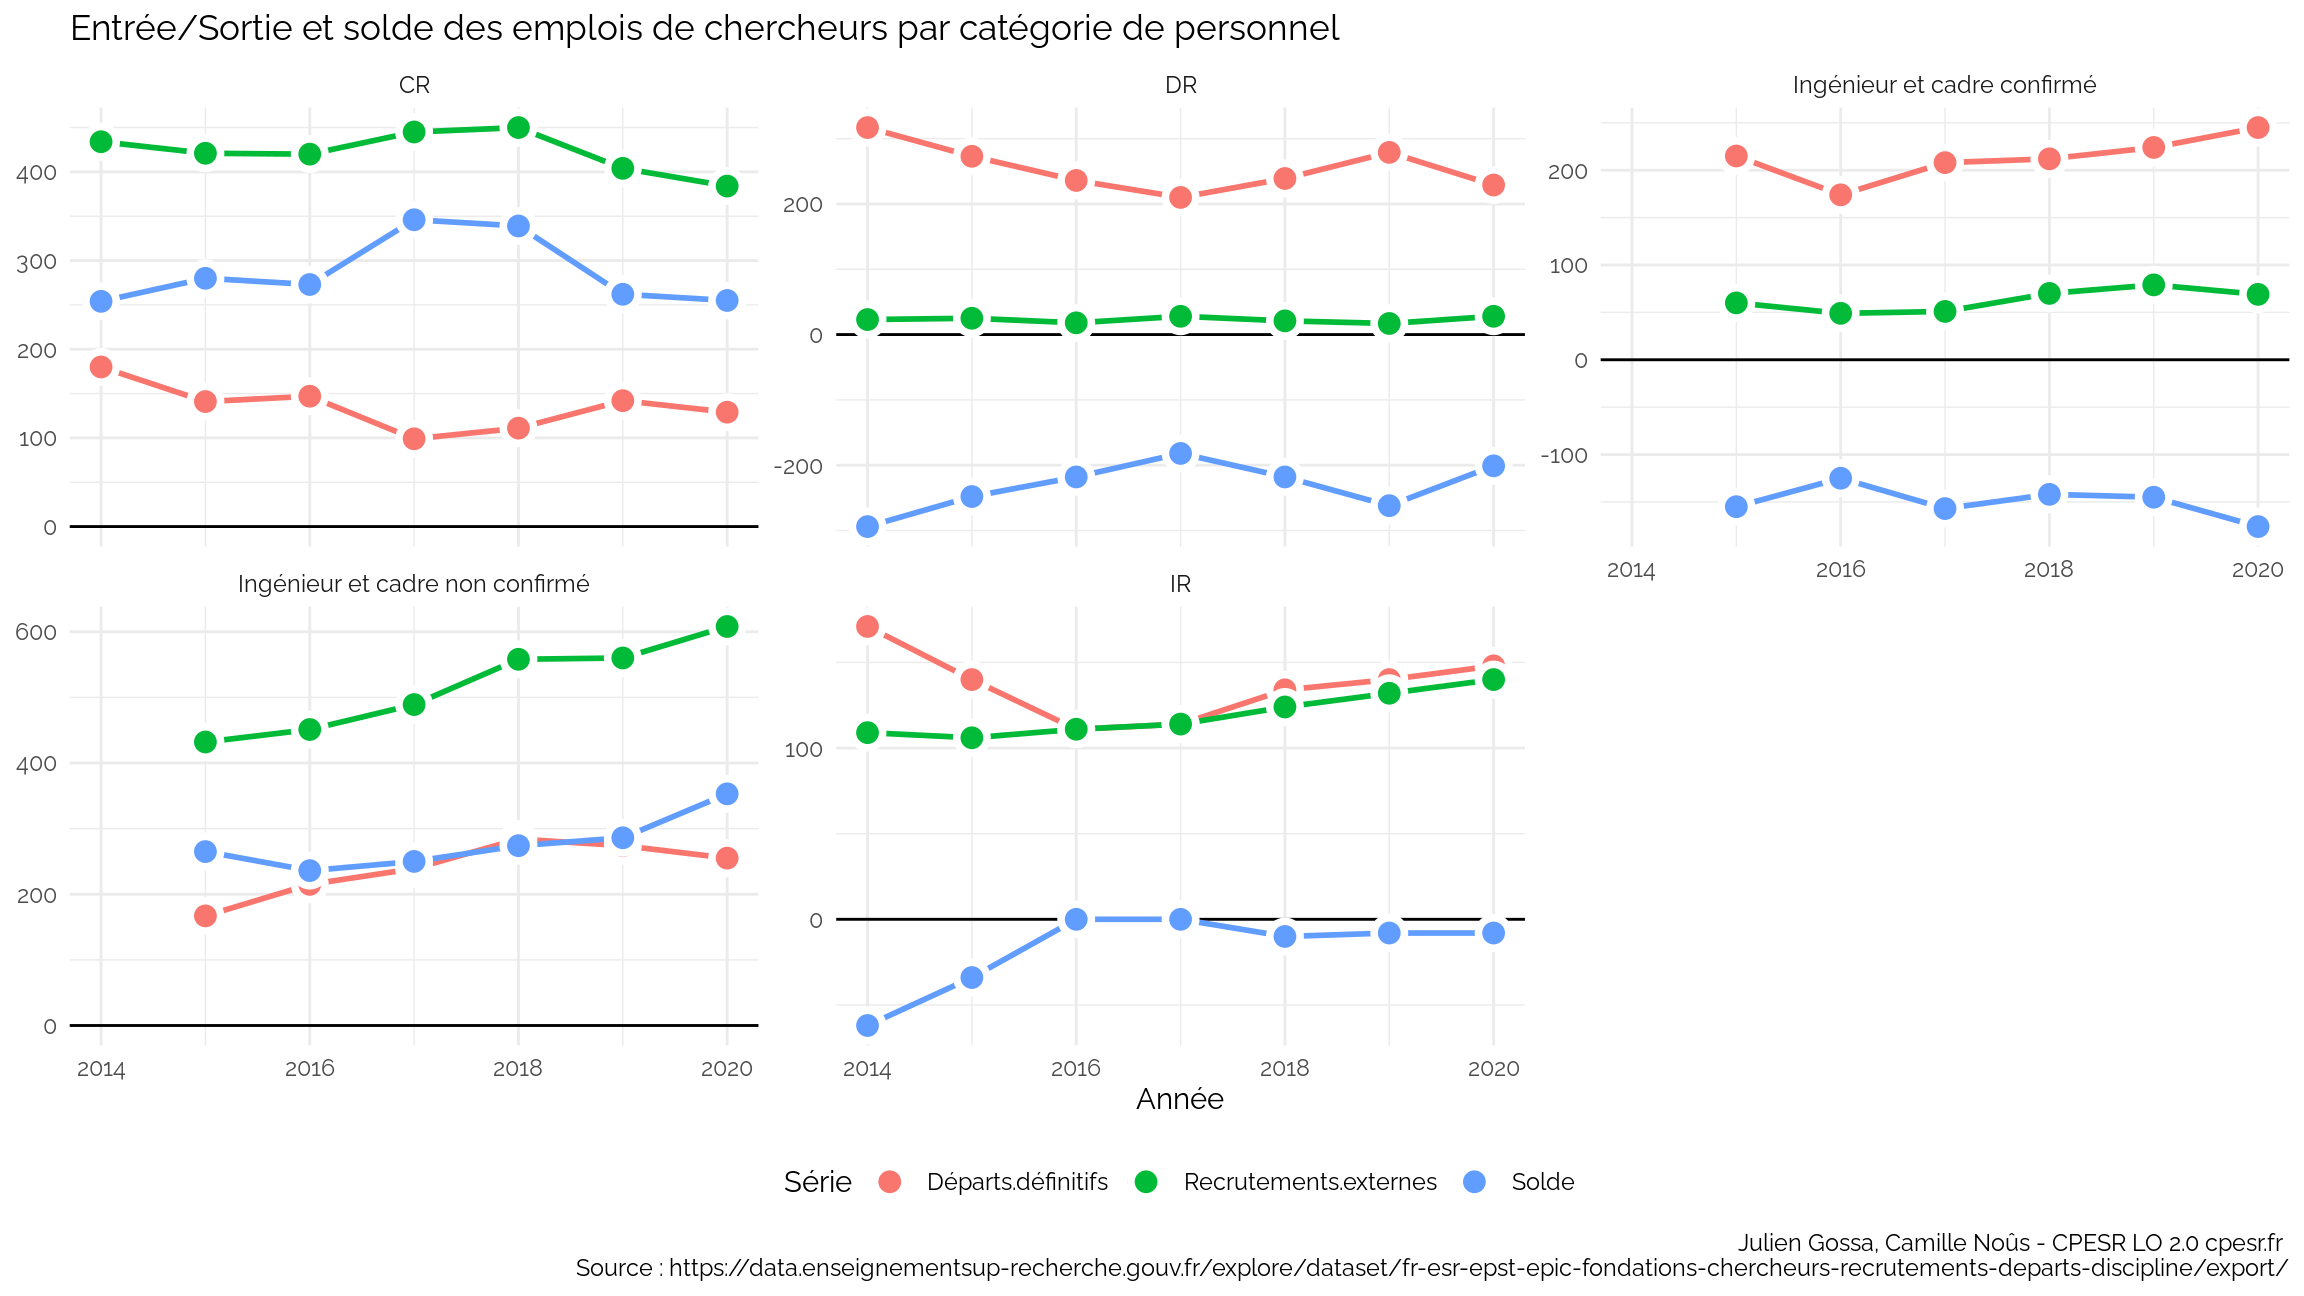 Entrée/Sortie et solde des emplois de chercheurs par catégorie de personnel
CR
400
300
200
100
0
DR
200
0
-200
Ingénieur et cadre confirmé
200
100
0
-100
2014 2016 2018 2020
Ingénieur et cadre non confirmé
600
400
200
0
2014 2016 2018 2020
IR
100
0
2014 2016 2018 2020
Année
Série Départs.définitifs Recrutements.externes Solde
Julien Gossa, Camille Noûs - CPESR LO 2.0 cpesr.fr
Source : https://data.enseignementsup-recherche.gouv.fr/explore/dataset/fr-esr-epst-epic-fondations-chercheurs-recrutements-departs-discipline/export/